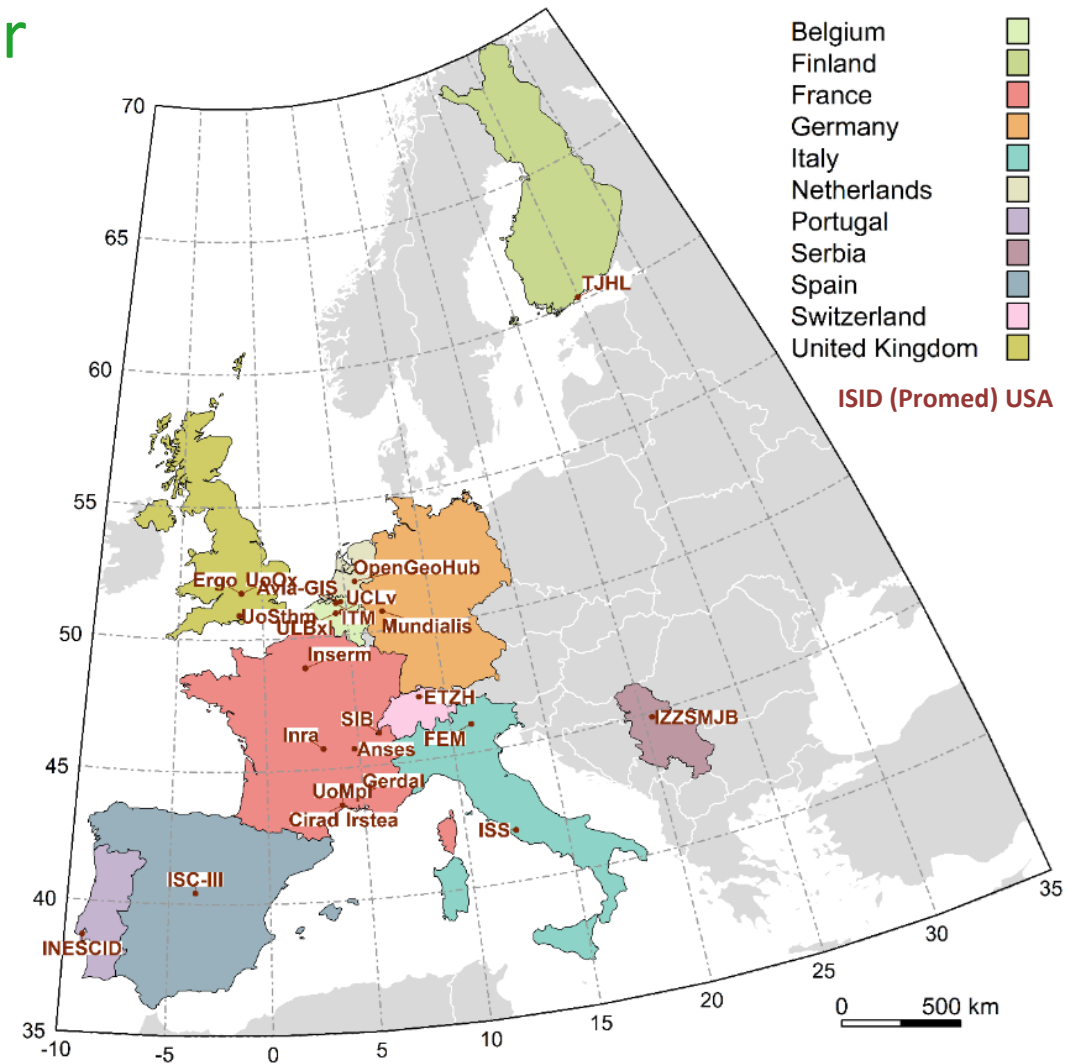 r
Belgium
Finland
France
Germany
Italy
Netherlands
Portugal
Serbia
Spain
Switzerland
United Kingdom
ISID (Promed) USA
70
65
60
55
50
45
40
35
TJHL
OpenGeoHub
Ergo UoOx
Avia-GIS
UCLv
UoSthm
ITM
ULBxl
Mundialis
Inserm
ETZH
SIB
IZZSMJB
Inra
Anses
FEM
Gerdal
UoMpl
Cirad Irstea
ISS
ISC-III
INESCID
-10
-5
0
5
10
15
20
25
30
35
0 500 km